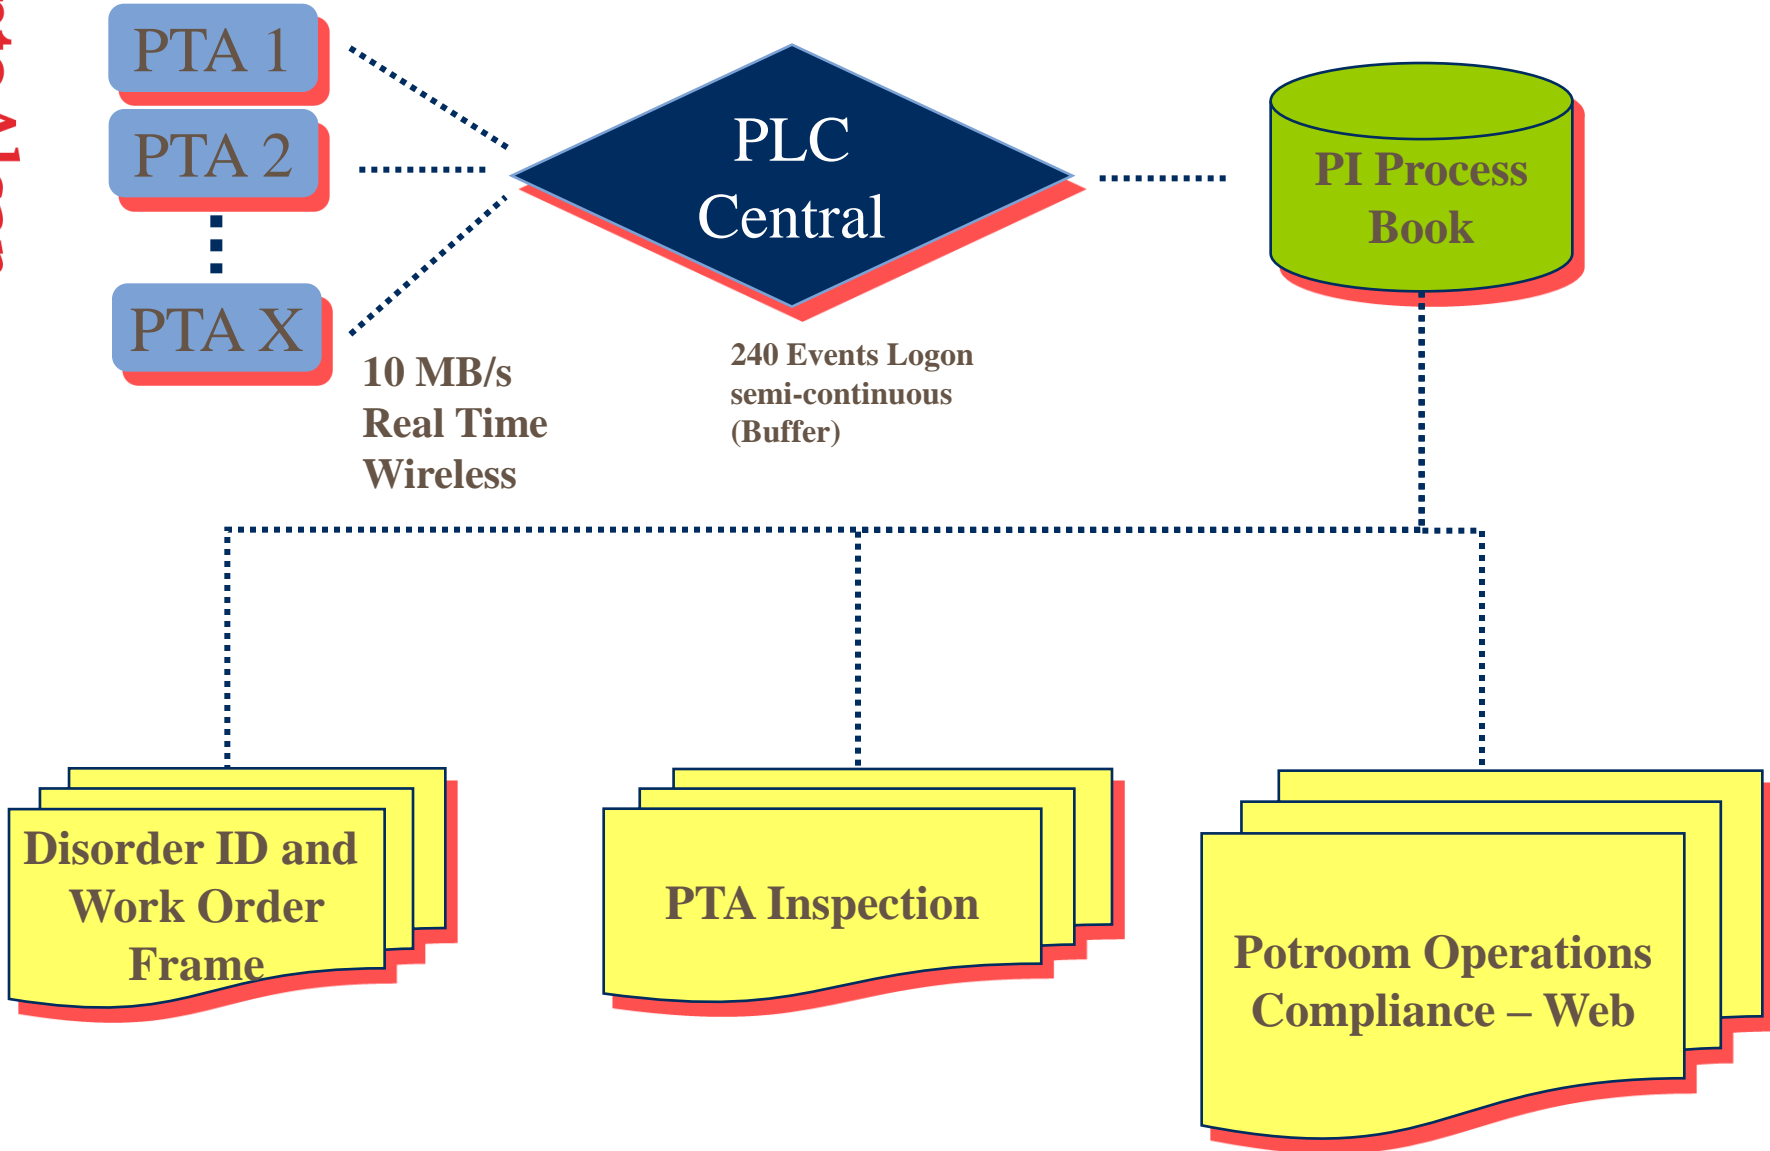 PTA 1
PTA 2
PTA X
10 MB/s
Real Time
Wireless
PLC
Central
240 Events Logon
semi-continuous
(Buffer)
PI Process
Book
Disorder ID and
Work Order
Frame
PTA Inspection
Potroom Operations
Compliance – Web